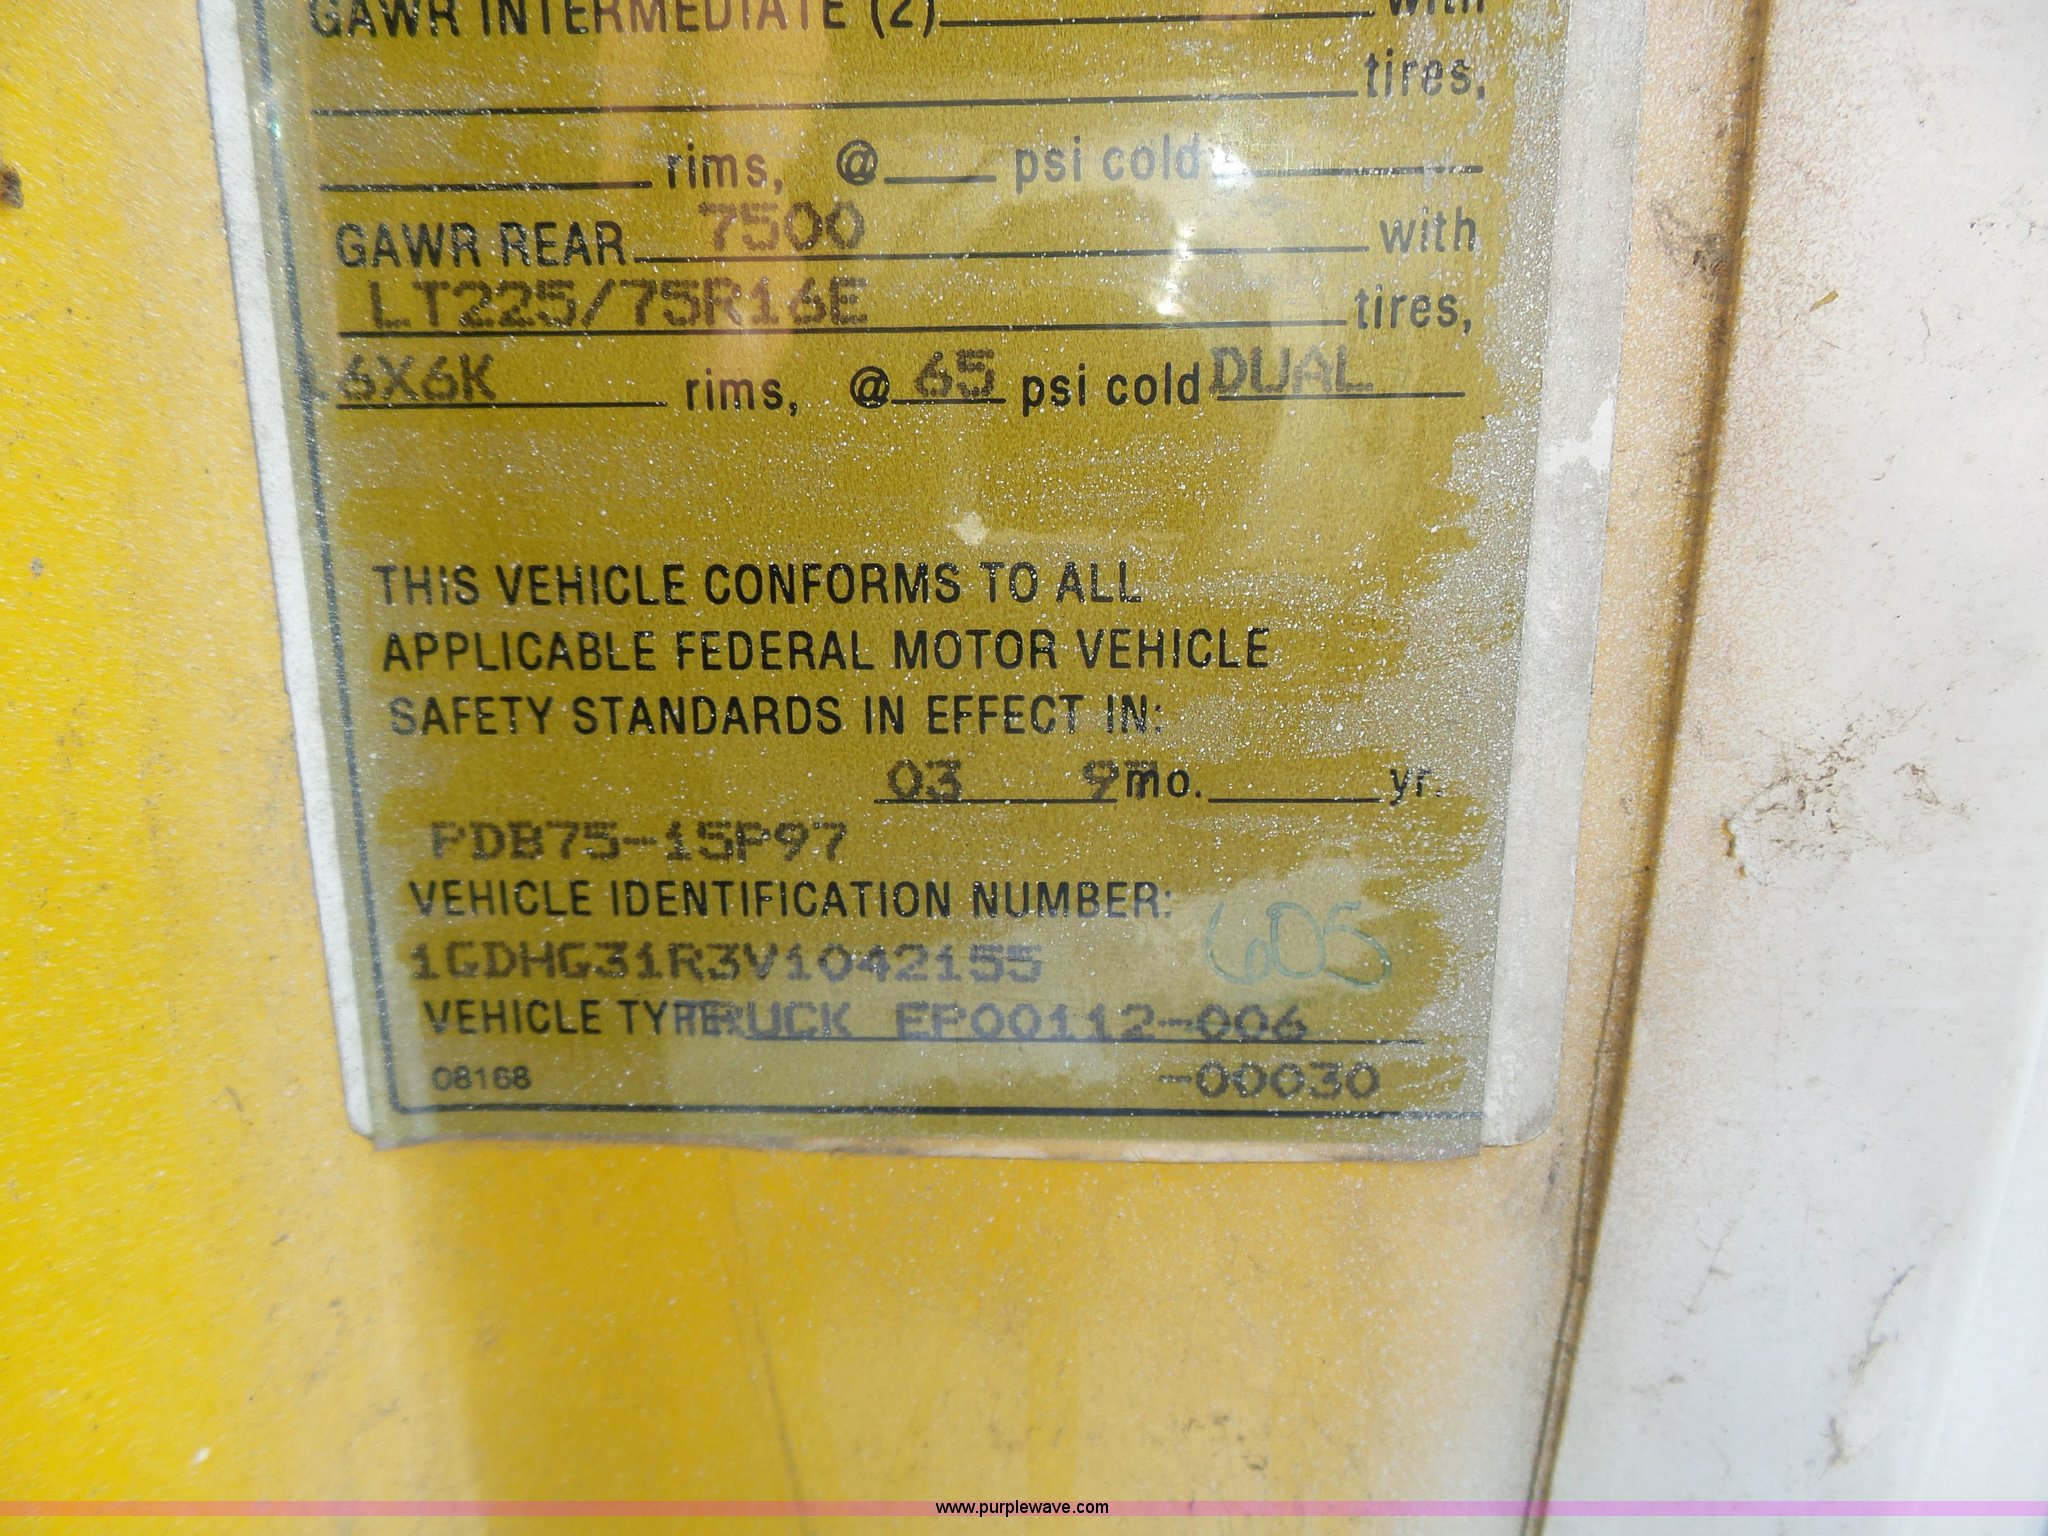 GAWR INTERMEDIATE (2) with
tires,
rims, @ psi cold
GAWR REAR 7500 with
LT225/75R16E tires,
16X6K rims, @ 65 psi cold DUAL
THIS VEHICLE CONFORMS TO ALL
APPLICABLE FEDERAL MOTOR VEHICLE
SAFETY STANDARDS IN EFFECT IN:
03 97 mo. yr.
PDB75-15P97
VEHICLE IDENTIFICATION NUMBER:
605
1GDHG31R3V1042155
VEHICLE TYPE TRUCK EP00112-006
08168 -00030
www.purplewave.com